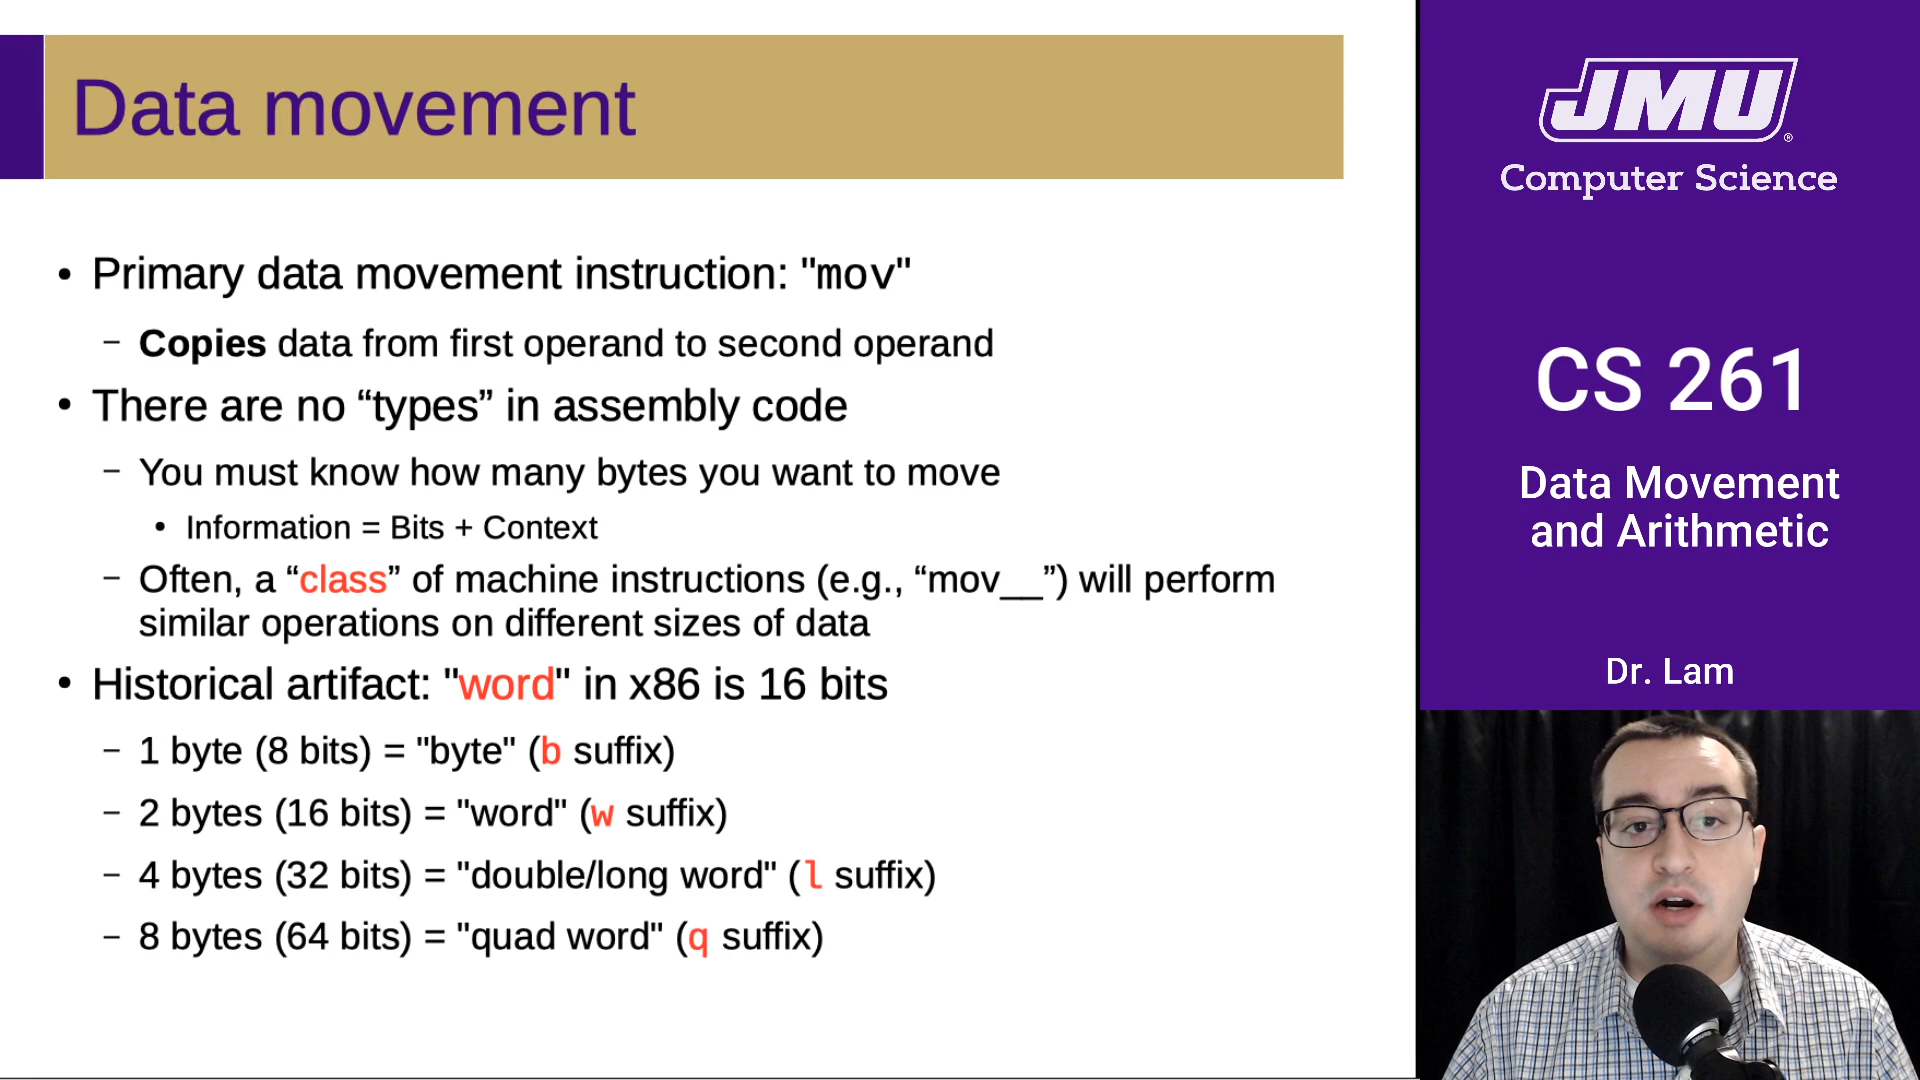 Data movement
• Primary data movement instruction: "mov"
– Copies data from first operand to second operand
• There are no “types” in assembly code
– You must know how many bytes you want to move
• Information = Bits + Context
– Often, a “class” of machine instructions (e.g., “mov__”) will perform
similar operations on different sizes of data
• Historical artifact: "word" in x86 is 16 bits
– 1 byte (8 bits) = "byte" (b suffix)
– 2 bytes (16 bits) = "word" (w suffix)
– 4 bytes (32 bits) = "double/long word" (l suffix)
– 8 bytes (64 bits) = "quad word" (q suffix)
JMU®
Computer Science
CS 261
Data Movement
and Arithmetic
Dr. Lam